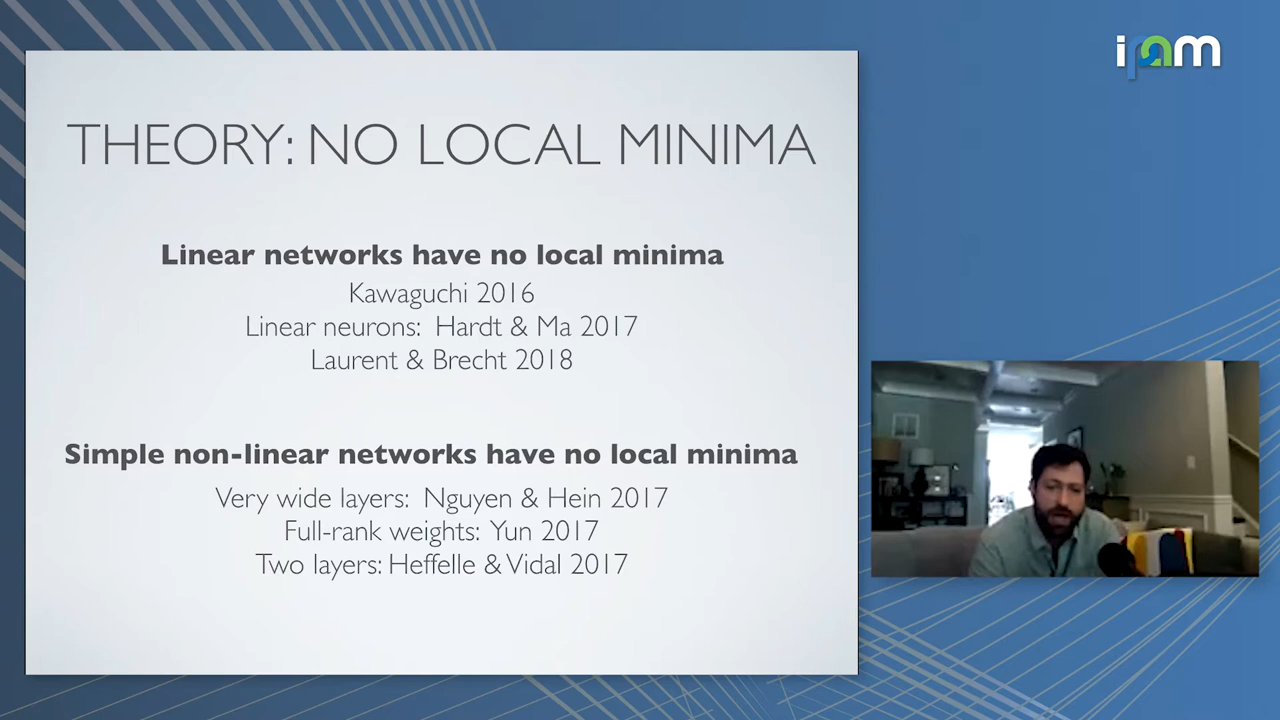 ipam
THEORY: NO LOCAL MINIMA
Linear networks have no local minima
Kawaguchi 2016
Linear neurons: Hardt & Ma 2017
Laurent & Brecht 2018
Simple non-linear networks have no local minima
Very wide layers: Nguyen & Hein 2017
Full-rank weights: Yun 2017
Two layers: Heffelle & Vidal 2017